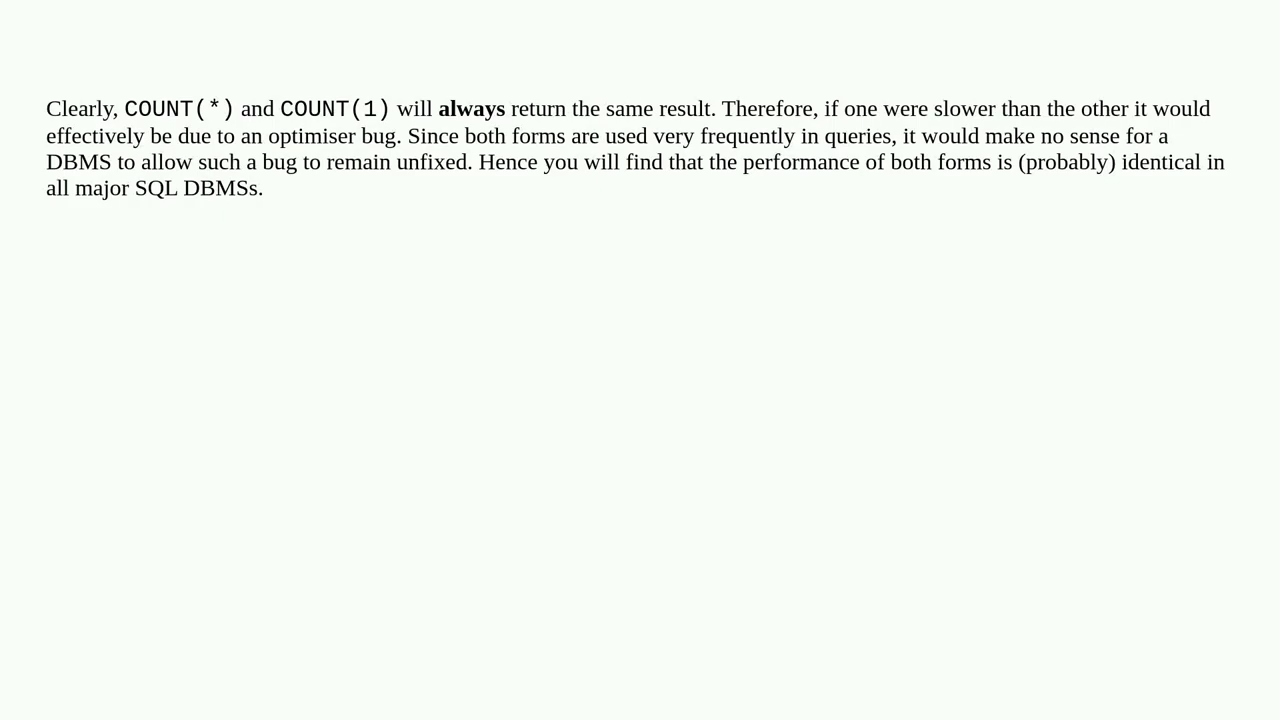 Clearly, COUNT(*) and COUNT(1) will always return the same result. Therefore, if one were slower than the other it would
effectively be due to an optimiser bug. Since both forms are used very frequently in queries, it would make no sense for a
DBMS to allow such a bug to remain unfixed. Hence you will find that the performance of both forms is (probably) identical in
all major SQL DBMSs.